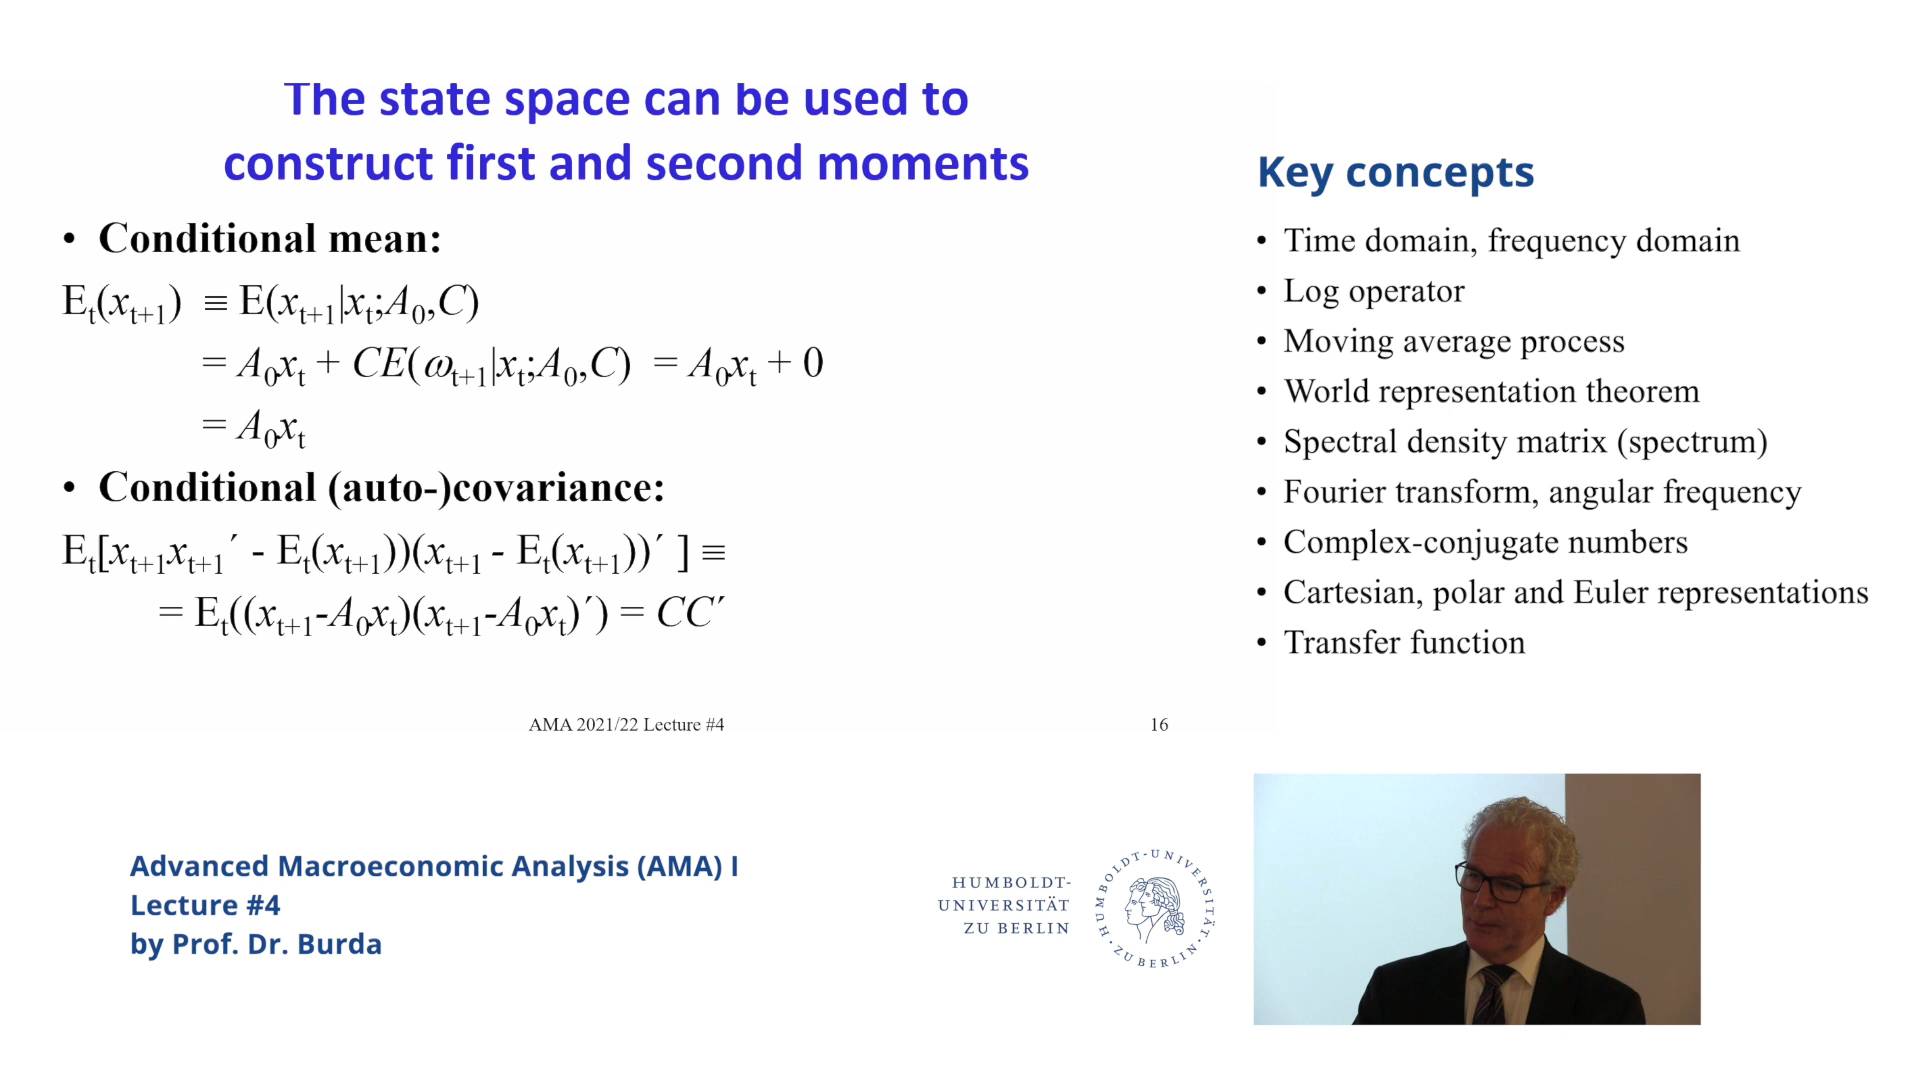 The state space can be used to
construct first and second moments
• Conditional mean:
Eₜ(xₜ₊₁) ≡ E(xₜ₊₁|xₜ;A₀,C)
= A₀xₜ + CE(ωₜ₊₁|xₜ;A₀,C) = A₀xₜ + 0
= A₀xₜ
• Conditional (auto-)covariance:
Eₜ[xₜ₊₁xₜ₊₁´ - Eₜ(xₜ₊₁))(xₜ₊₁ - Eₜ(xₜ₊₁))´ ] ≡
= Eₜ((xₜ₊₁-A₀xₜ)(xₜ₊₁-A₀xₜ)´) = CC´
AMA 2021/22 Lecture #4
16
Key concepts
• Time domain, frequency domain
• Log operator
• Moving average process
• World representation theorem
• Spectral density matrix (spectrum)
• Fourier transform, angular frequency
• Complex-conjugate numbers
• Cartesian, polar and Euler representations
• Transfer function
Advanced Macroeconomic Analysis (AMA) I
Lecture #4
by Prof. Dr. Burda
HUMBOLDT-
UNIVERSITÄT
ZU BERLIN
HUMBOLDT-UNIVERSITÄT · ZU BERLIN ·